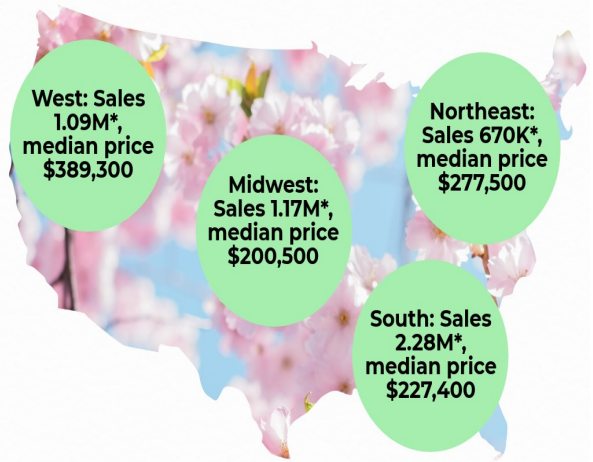 West: Sales
1.09M*,
median price
$389,300
Northeast:
Sales 670K*,
median price
$277,500
Midwest:
Sales 1.17M*,
median price
$200,500
South: Sales
2.28M*,
median price
$227,400